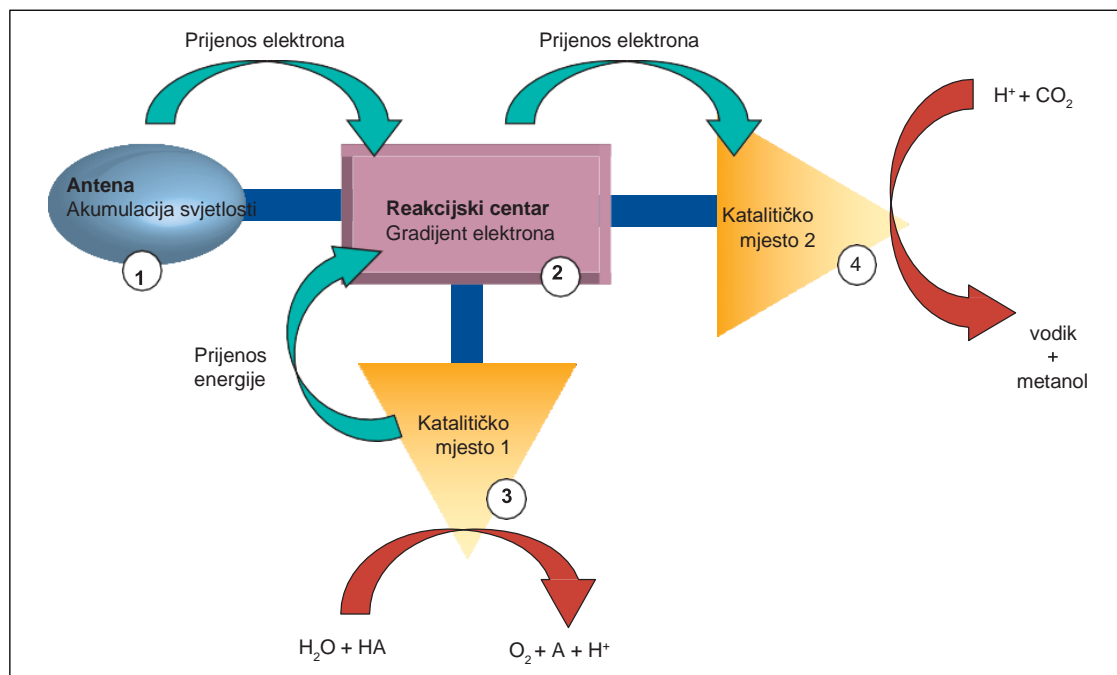 Prijenos elektrona
Prijenos elektrona
H⁺ + CO₂
Antena
Akumulacija svjetlosti
1
Reakcijski centar
Gradijent elektrona
2
Katalitičko
mjesto 2
4
vodik
+
metanol
Prijenos
energije
Katalitičko
mjesto 1
3
H₂O + HA
O₂ + A + H⁺